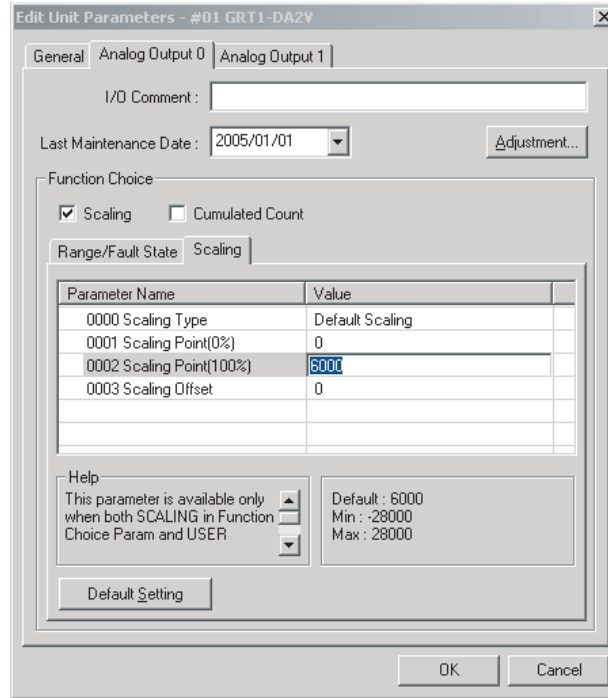 Edit Unit Parameters - #01 GRT1-DA2V
General Analog Output 0 Analog Output 1
I/O Comment :
Last Maintenance Date : 2005/01/01 Adjustment...
Function Choice
Scaling Cumulated Count
Range/Fault State Scaling
Parameter Name Value
0000 Scaling Type Default Scaling
0001 Scaling Point(0%) 0
0002 Scaling Point(100%) 6000
0003 Scaling Offset 0
Help
This parameter is available only
when both SCALING in Function
Choice Param and USER
Default : 6000
Min : -28000
Max : 28000
Default Setting
OK Cancel